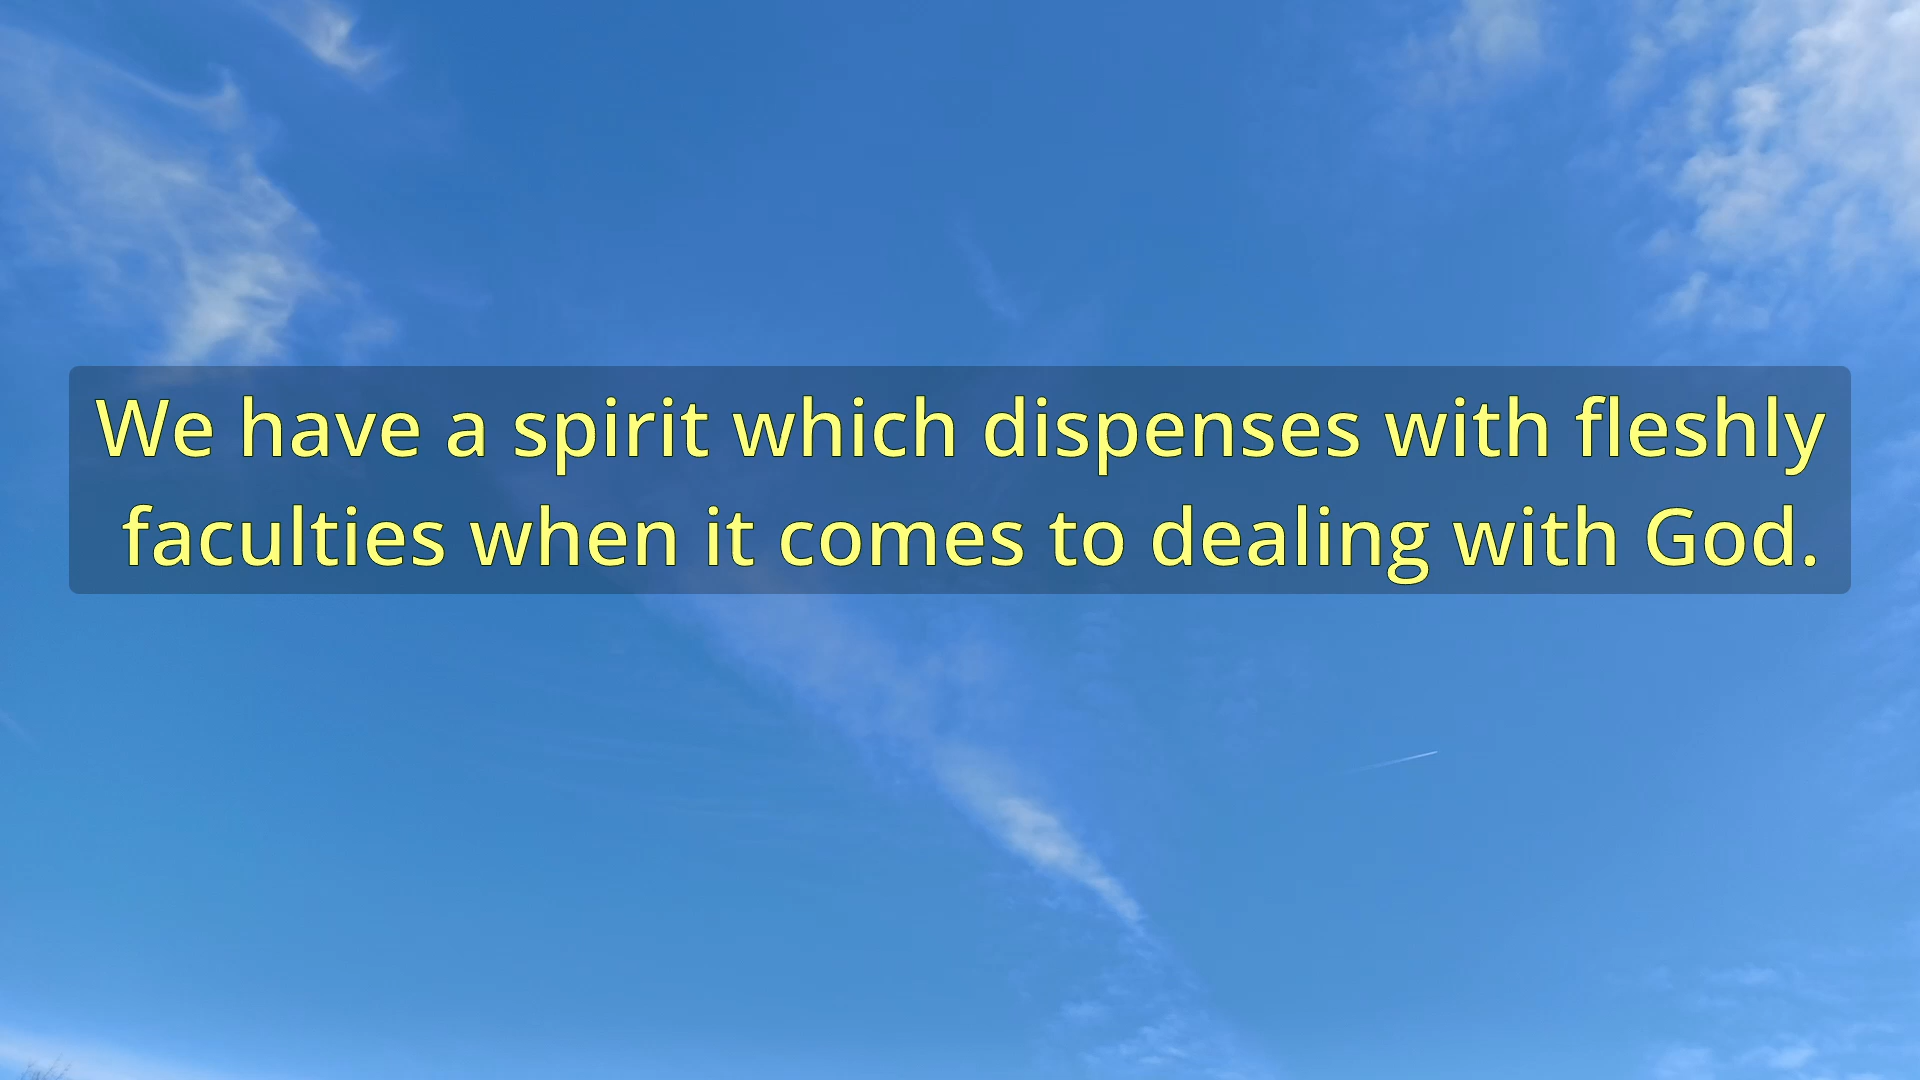 We have a spirit which dispenses with fleshly
faculties when it comes to dealing with God.